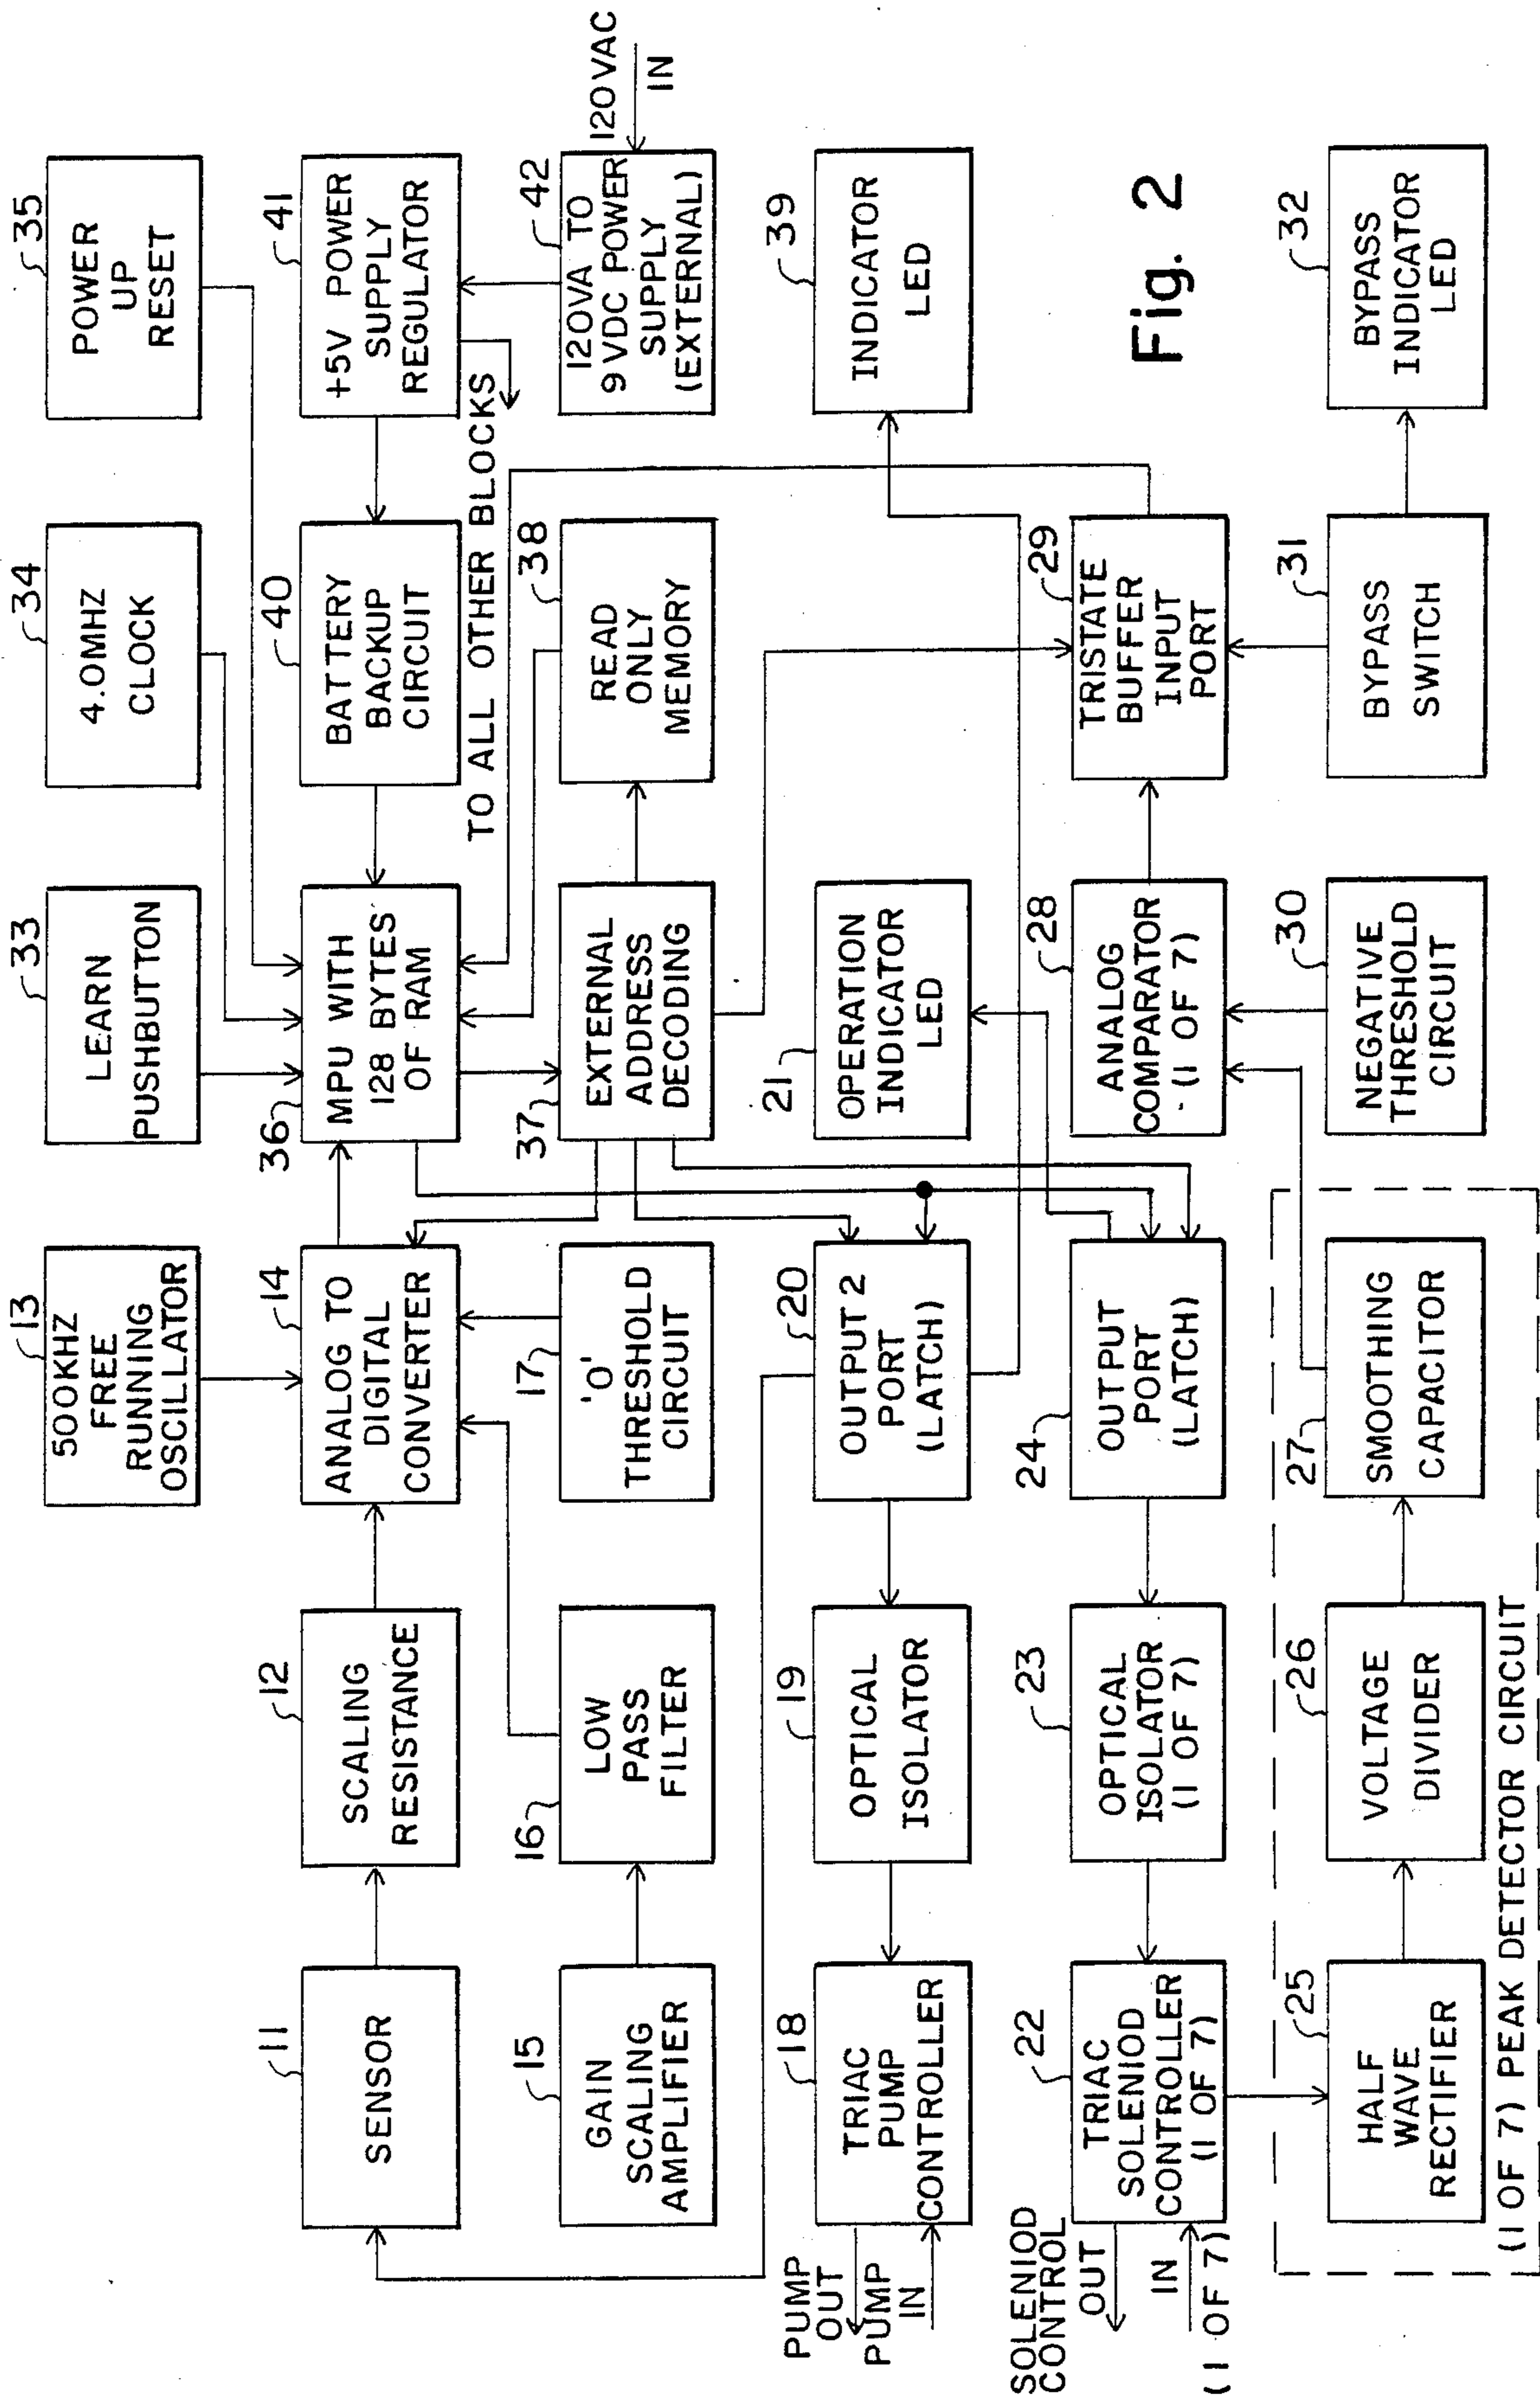 35
POWER
UP
RESET
34
4.0MHZ
CLOCK
33
LEARN
PUSHBUTTON
13
500KHZ
FREE
RUNNING
OSCILLATOR
41
+5V POWER
SUPPLY
REGULATOR
40
BATTERY
BACKUP
CIRCUIT
36
MPU WITH
128 BYTES
OF RAM
14
ANALOG TO
DIGITAL
CONVERTER
12
SCALING
RESISTANCE
11
SENSOR
TO ALL OTHER BLOCKS
120 VAC
IN
42
120VA TO
9 VDC POWER
SUPPLY
(EXTERNAL)
38
READ
ONLY
MEMORY
37
EXTERNAL
ADDRESS
DECODING
17
'O'
THRESHOLD
CIRCUIT
16
LOW
PASS
FILTER
15
GAIN
SCALING
AMPLIFIER
39
INDICATOR
LED
21
OPERATION
INDICATOR
LED
20
OUTPUT 2
PORT
(LATCH)
19
OPTICAL
ISOLATOR
18
TRIAC
PUMP
CONTROLLER
PUMP
OUT
PUMP
IN
Fig. 2
29
TRISTATE
BUFFER
INPUT
PORT
28
ANALOG
COMPARATOR
(1 OF 7)
24
OUTPUT
PORT
(LATCH)
23
OPTICAL
ISOLATOR
(1 OF 7)
22
TRIAC
SOLENIOD
CONTROLLER
(1 OF 7)
SOLENIOD
CONTROL
OUT
IN
(1 OF 7)
32
BYPASS
INDICATOR
LED
31
BYPASS
SWITCH
30
NEGATIVE
THRESHOLD
CIRCUIT
27
SMOOTHING
CAPACITOR
26
VOLTAGE
DIVIDER
25
HALF
WAVE
RECTIFIER
(1 OF 7) PEAK DETECTOR CIRCUIT